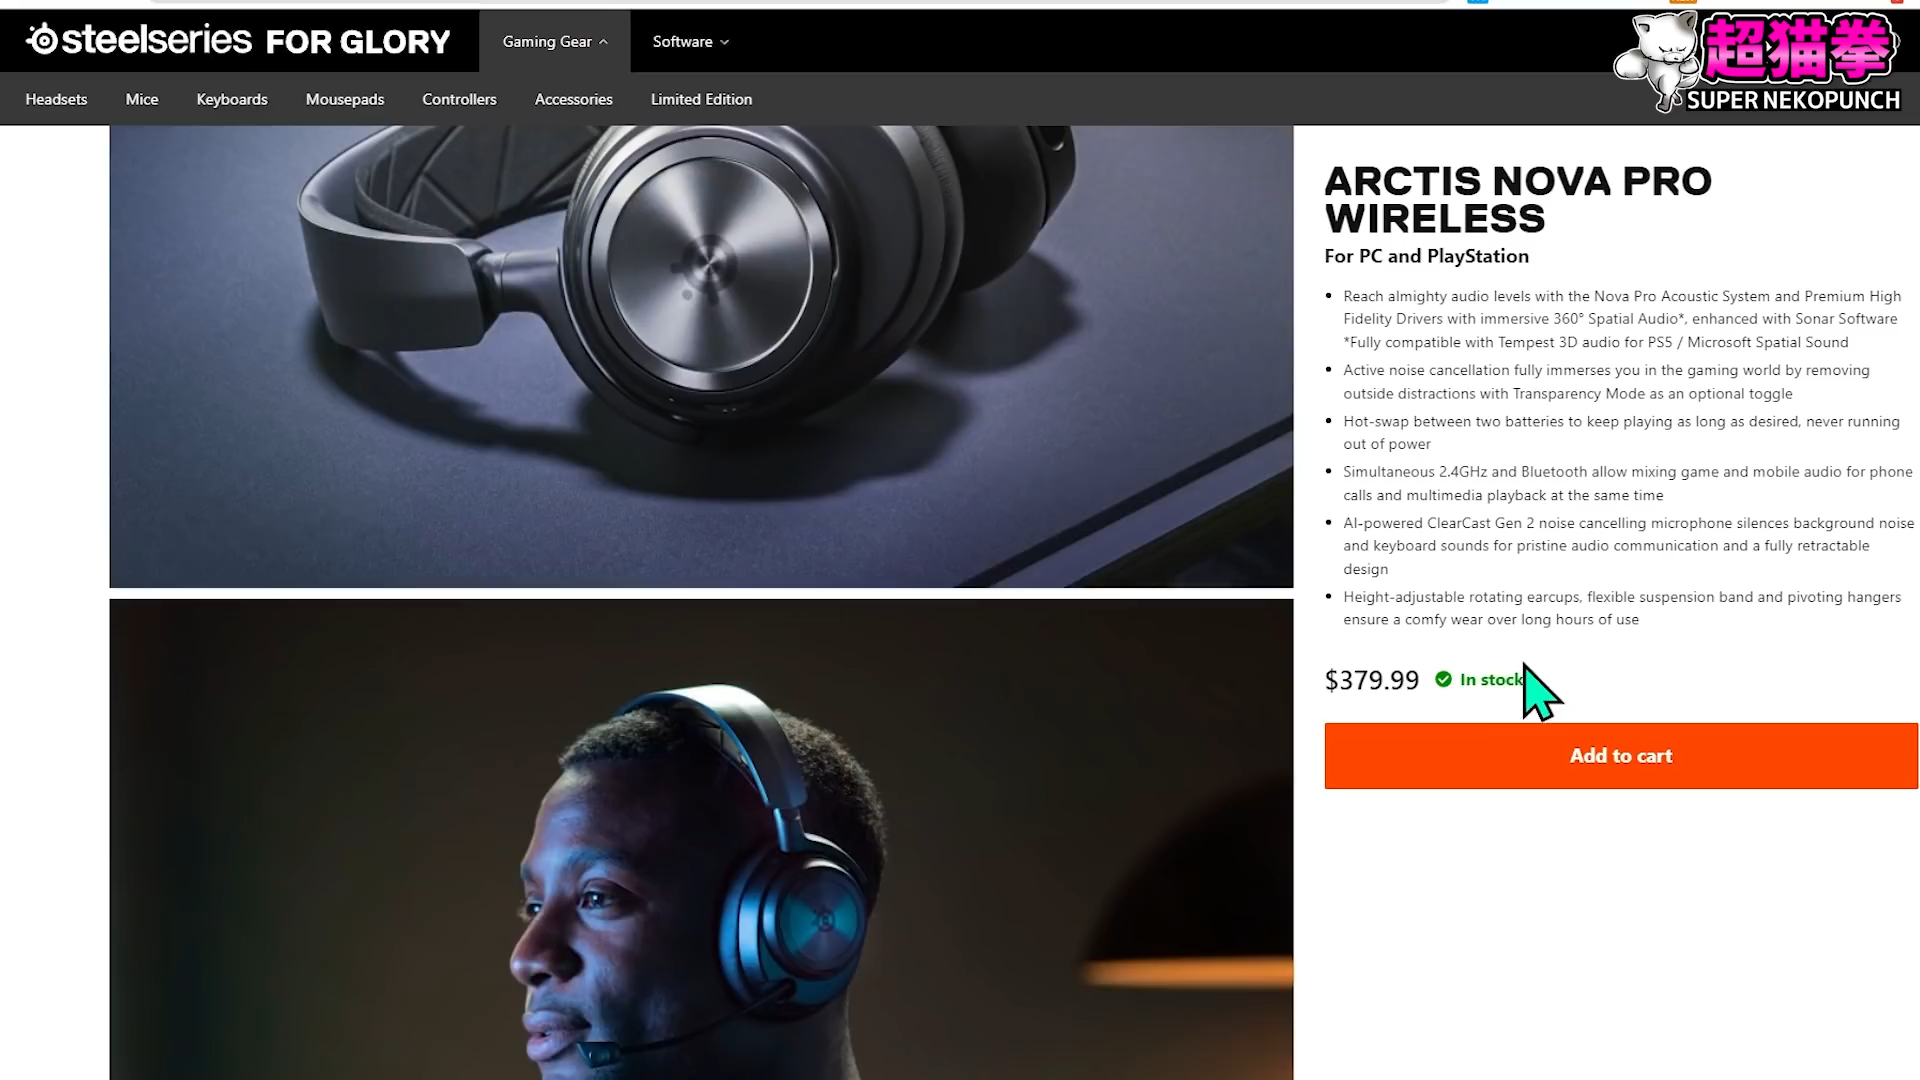 steelseries FOR GLORY
Gaming Gear
Software
超猫拳
SUPER NEKOPUNCH
Headsets
Mice
Keyboards
Mousepads
Controllers
Accessories
Limited Edition
ARCTIS NOVA PRO
WIRELESS
For PC and PlayStation
Reach almighty audio levels with the Nova Pro Acoustic System and Premium High
Fidelity Drivers with immersive 360° Spatial Audio*, enhanced with Sonar Software
*Fully compatible with Tempest 3D audio for PS5 / Microsoft Spatial Sound
Active noise cancellation fully immerses you in the gaming world by removing
outside distractions with Transparency Mode as an optional toggle
Hot-swap between two batteries to keep playing as long as desired, never running
out of power
Simultaneous 2.4GHz and Bluetooth allow mixing game and mobile audio for phone
calls and multimedia playback at the same time
AI-powered ClearCast Gen 2 noise cancelling microphone silences background noise
and keyboard sounds for pristine audio communication and a fully retractable
design
Height-adjustable rotating earcups, flexible suspension band and pivoting hangers
ensure a comfy wear over long hours of use
$379.99
In stock
Add to cart